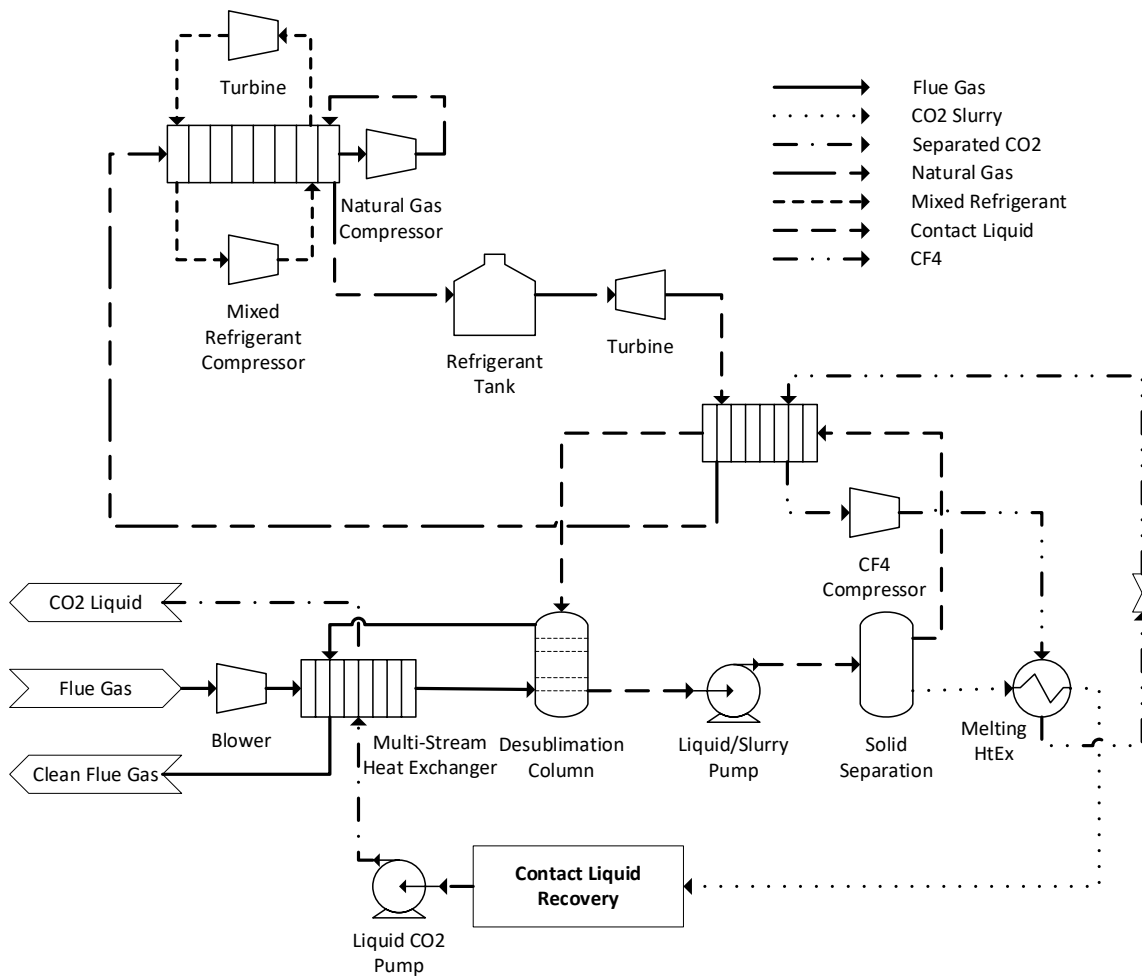 Turbine
Flue Gas
CO2 Slurry
Separated CO2
Natural Gas
Mixed Refrigerant
Contact Liquid
CF4
Natural Gas
Compressor
Mixed
Refrigerant
Compressor
Refrigerant
Tank
Turbine
CF4
Compressor
CO2 Liquid
Flue Gas
Clean Flue Gas
Blower
Multi-Stream
Heat Exchanger
Desublimation
Column
Liquid/Slurry
Pump
Solid
Separation
Melting
HtEx
Contact Liquid
Recovery
Liquid CO2
Pump